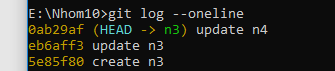 E:\Nhom10>git log --oneline
0ab29af (HEAD -> n3) update n4
eb6aff3 update n3
5e85f80 create n3